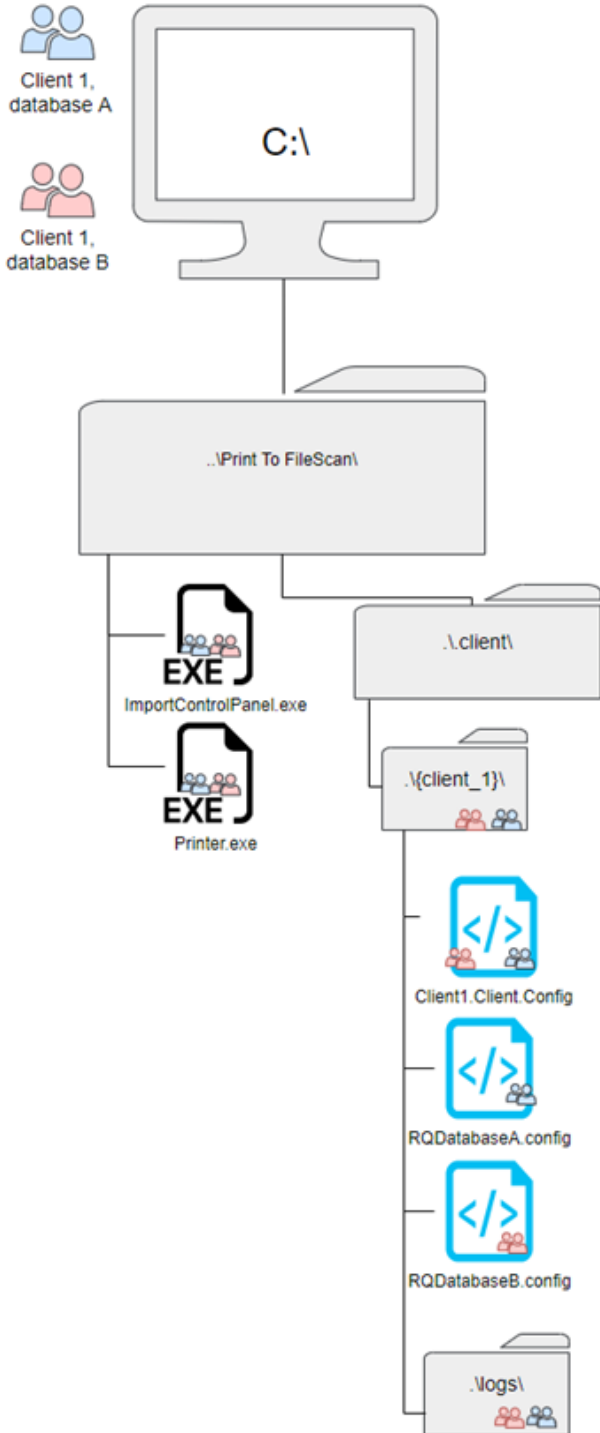 Client 1,
database A
C:\
Client 1,
database B
..\Print To FileScan\
EXE
ImportControlPanel.exe
EXE
Printer.exe
.\.client\
.\{client_1}\
</>
Client1.Client.Config
</>
RQDatabaseA.config
</>
RQDatabaseB.config
.\logs\